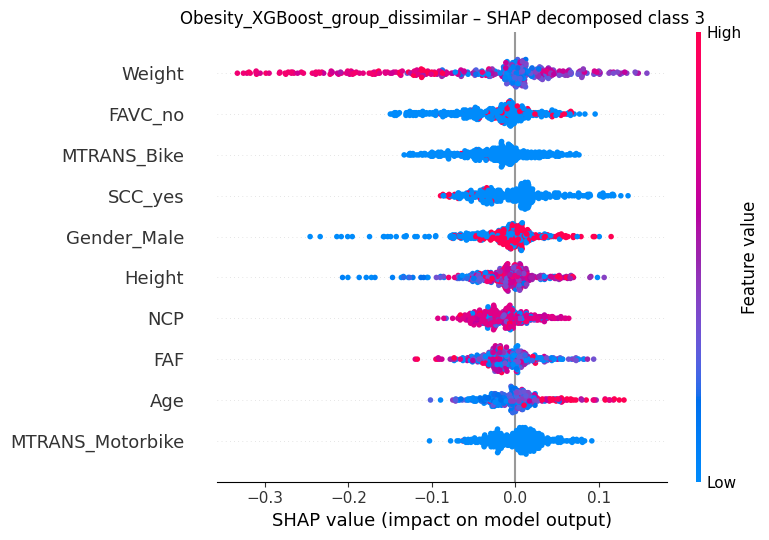 Obesity_XGBoost_group_dissimilar – SHAP decomposed class 3
High
Weight
FAVC_no
MTRANS_Bike
SCC_yes
Gender_Male
Height
NCP
FAF
Age
MTRANS_Motorbike
Feature value
Low
−0.3 −0.2 −0.1 0.0 0.1
SHAP value (impact on model output)